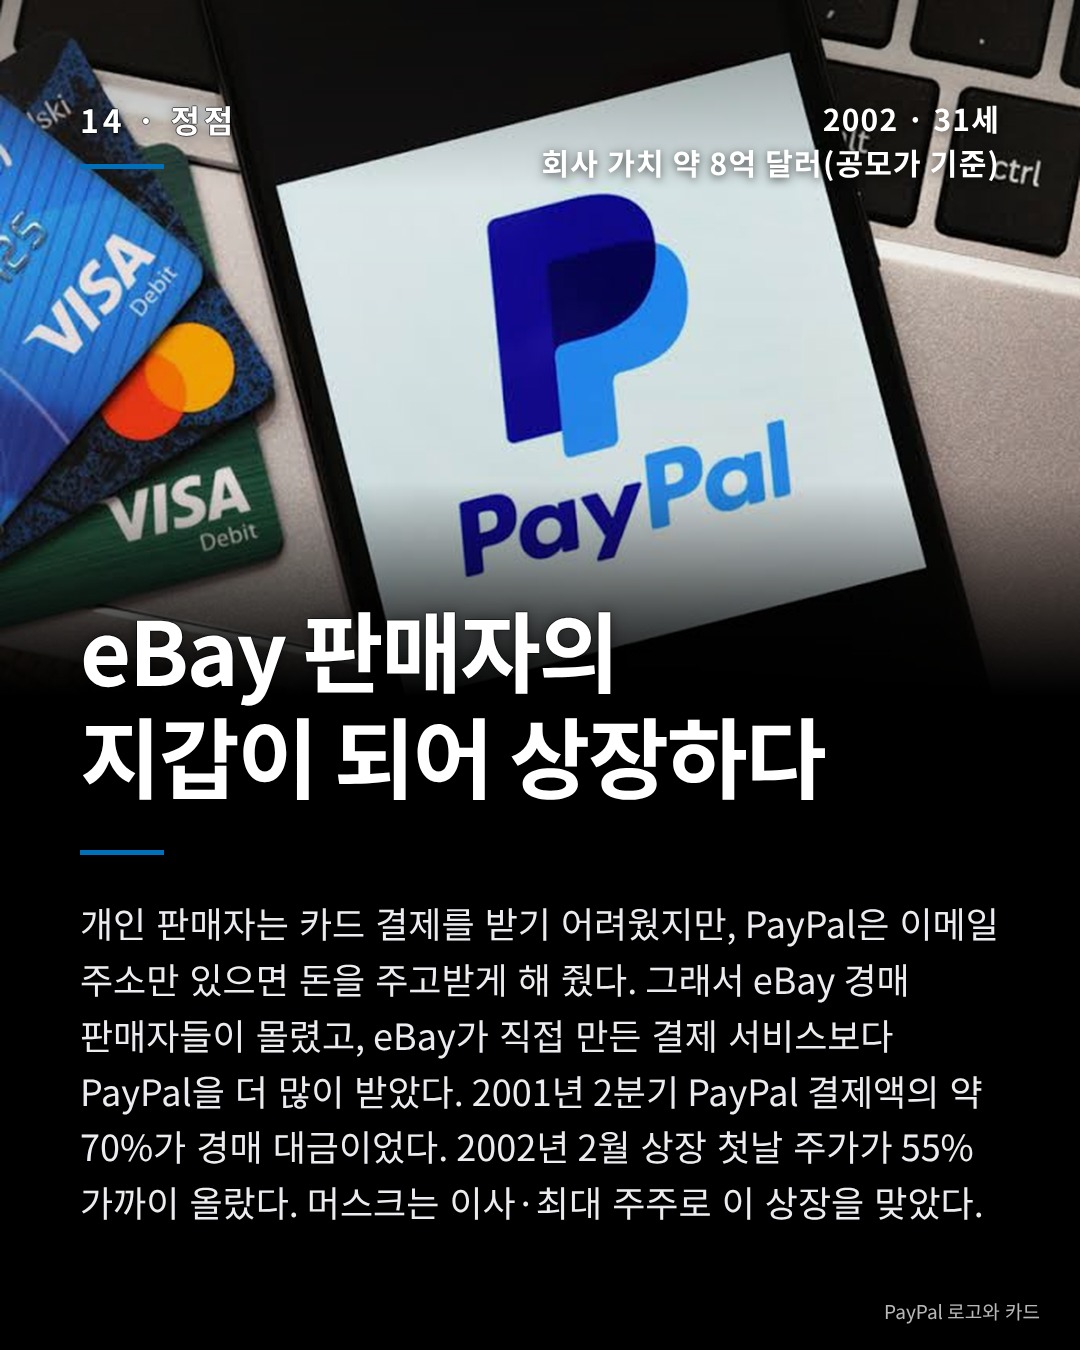 14 · 정점
2002 · 31세
회사 가치 약 8억 달러(공모가 기준)
ctrl
VISA
Debit
VISA
Debit
PayPal
eBay 판매자의
지갑이 되어 상장하다
개인 판매자는 카드 결제를 받기 어려웠지만, PayPal은 이메일
주소만 있으면 돈을 주고받게 해 줬다. 그래서 eBay 경매
판매자들이 몰렸고, eBay가 직접 만든 결제 서비스보다
PayPal을 더 많이 받았다. 2001년 2분기 PayPal 결제액의 약
70%가 경매 대금이었다. 2002년 2월 상장 첫날 주가가 55%
가까이 올랐다. 머스크는 이사·최대 주주로 이 상장을 맞았다.
PayPal 로고와 카드